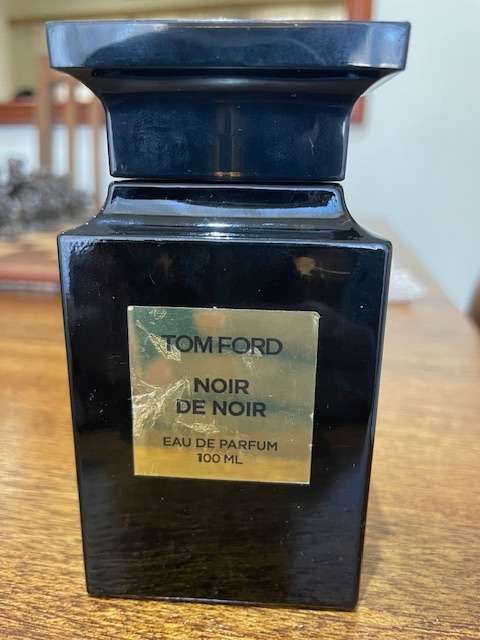 TOM FORD
NOIR
DE NOIR
EAU DE PARFUM
100 ML